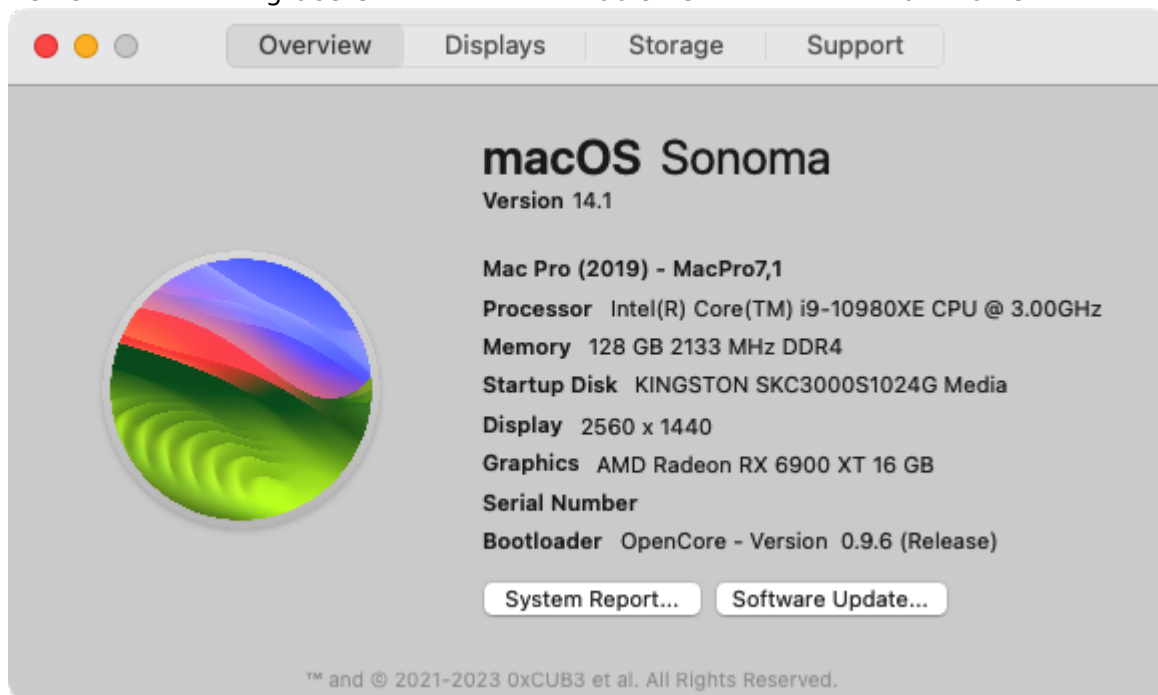 Overview Displays Storage Support
macOS Sonoma
Version 14.1
Mac Pro (2019) - MacPro7,1
Processor Intel(R) Core(TM) i9-10980XE CPU @ 3.00GHz
Memory 128 GB 2133 MHz DDR4
Startup Disk KINGSTON SKC3000S1024G Media
Display 2560 x 1440
Graphics AMD Radeon RX 6900 XT 16 GB
Serial Number
Bootloader OpenCore - Version 0.9.6 (Release)
System Report... Software Update...
™ and © 2021-2023 0xCUB3 et al. All Rights Reserved.